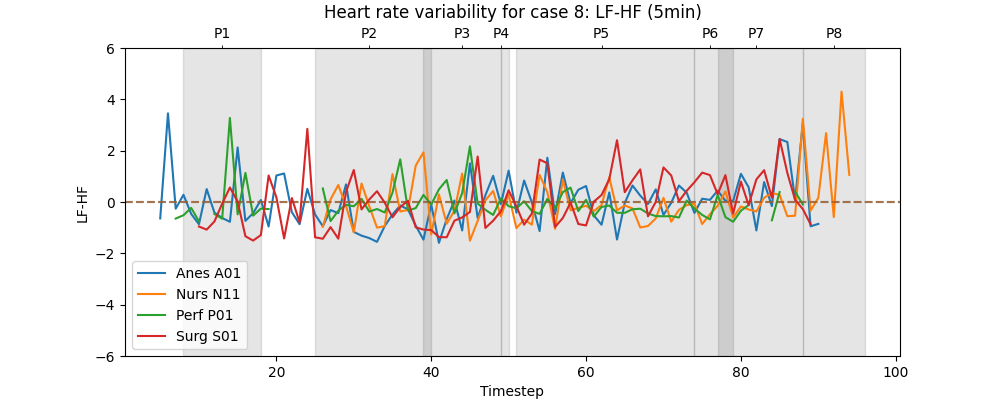 Heart rate variability for case 8: LF-HF (5min)
P1 P2 P3 P4 P5 P6 P7 P8
6
4
2
0
−2
−4
−6
LF-HF
Anes A01
Nurs N11
Perf P01
Surg S01
20 40 60 80 100
Timestep